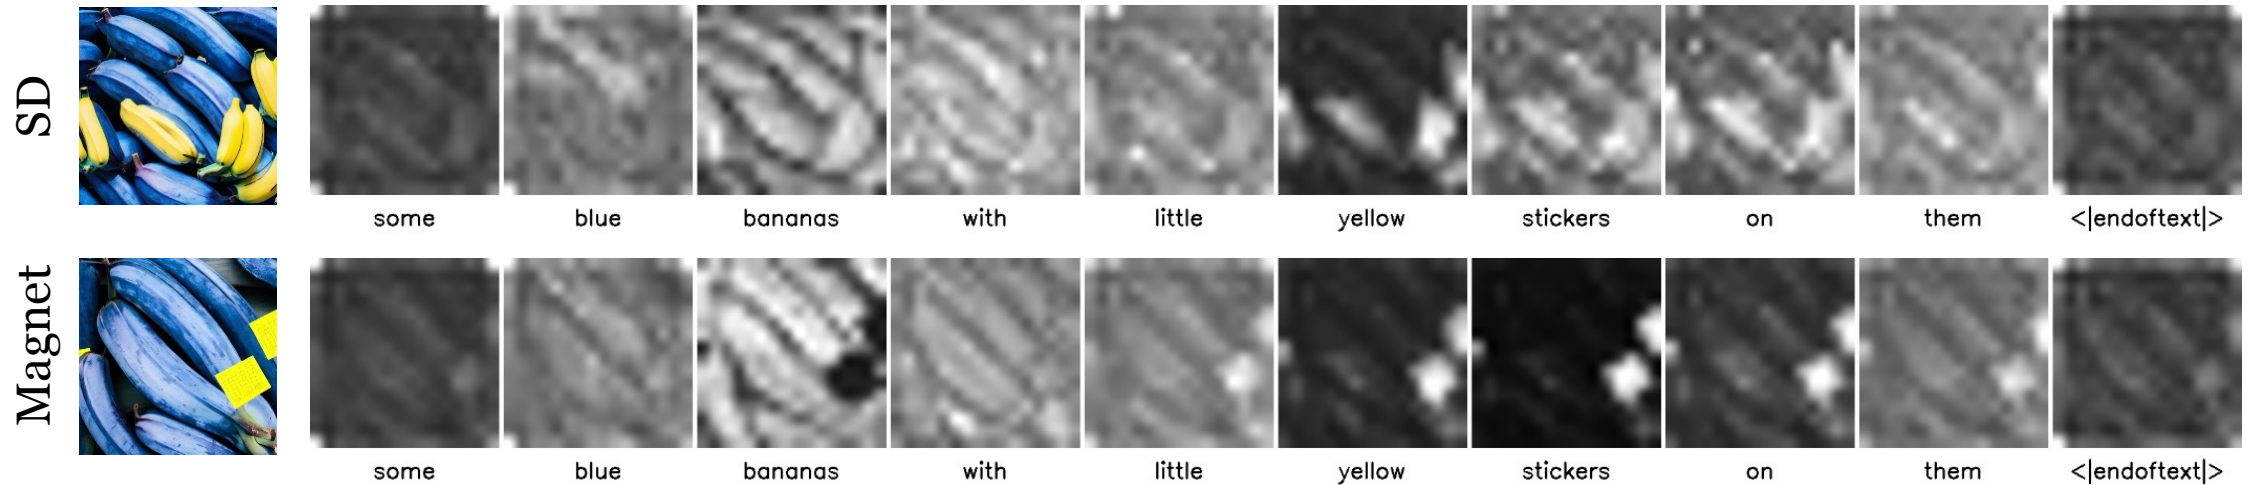 SD
some blue bananas with little yellow stickers on them <|endoftext|>
Magnet
some blue bananas with little yellow stickers on them <|endoftext|>